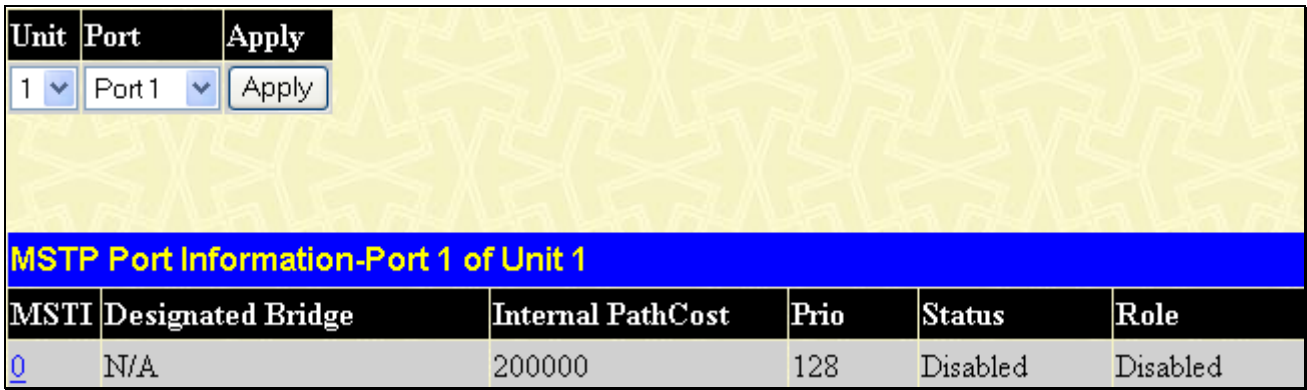 Unit Port Apply
1 Port 1 Apply
MSTP Port Information-Port 1 of Unit 1
MSTI Designated Bridge Internal PathCost Prio Status Role
0 N/A 200000 128 Disabled Disabled